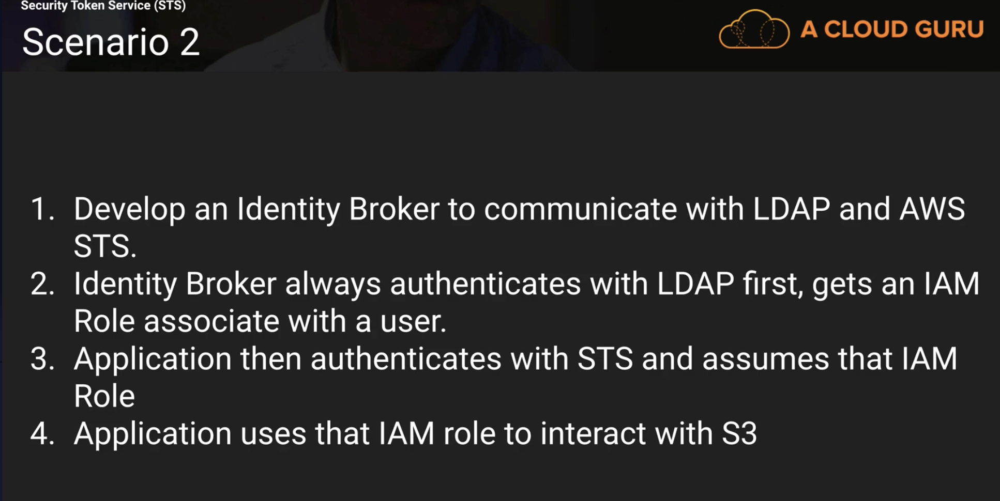 Security Token Service (STS)
Scenario 2
A CLOUD GURU
1. Develop an Identity Broker to communicate with LDAP and AWS
STS.
2. Identity Broker always authenticates with LDAP first, gets an IAM
Role associate with a user.
3. Application then authenticates with STS and assumes that IAM
Role
4. Application uses that IAM role to interact with S3